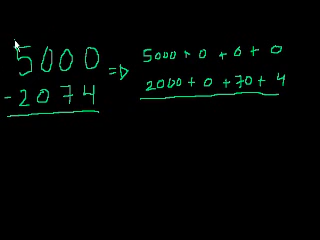 5000 => 5000 + 0 + 0 + 0
- 2074 2000 + 0 + 70 + 4